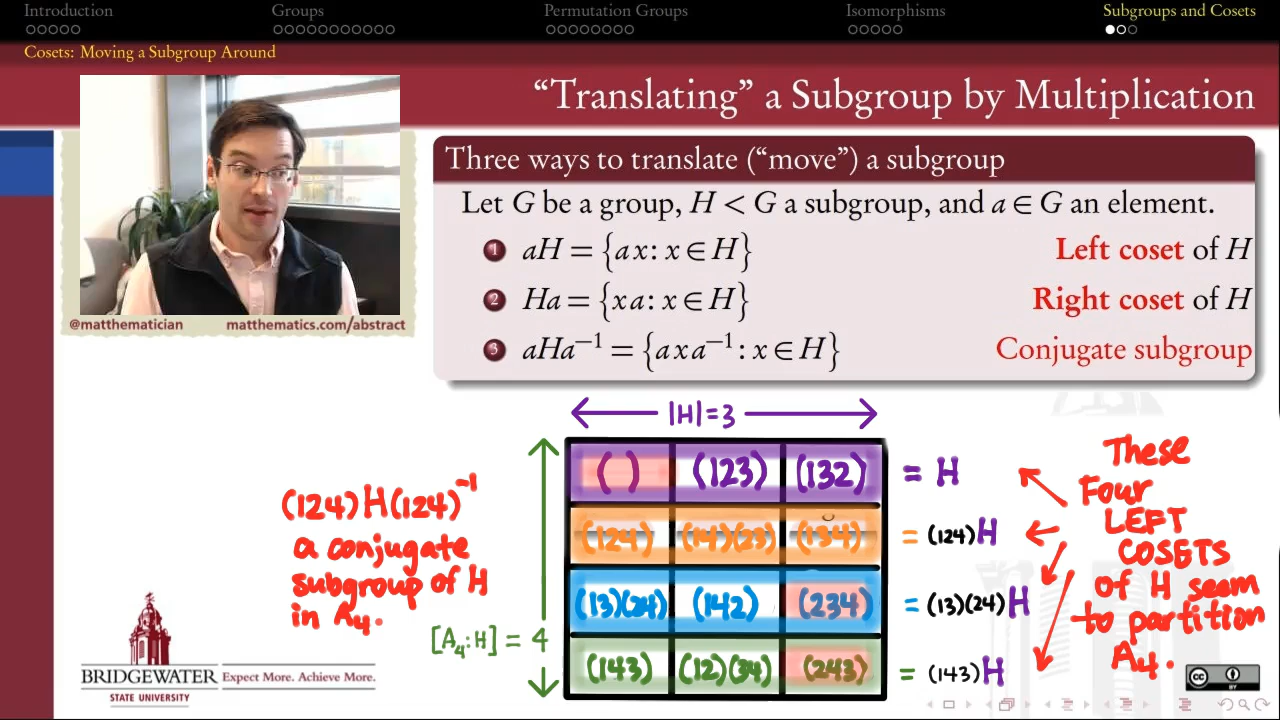 Introduction Groups Permutation Groups Isomorphisms Subgroups and Cosets
Cosets: Moving a Subgroup Around
“Translating” a Subgroup by Multiplication
@matthematician matthematics.com/abstract
Three ways to translate (“move”) a subgroup
Let G be a group, H < G a subgroup, and a ∈ G an element.
1 aH = {ax : x ∈ H} Left coset of H
2 Ha = {xa : x ∈ H} Right coset of H
3 aHa⁻¹ = {axa⁻¹ : x ∈ H} Conjugate subgroup
|H|=3
( ) (123) (132) = H
(124) (14)(23) (134) = (124)H
(13)(24) (142) (234) = (13)(24)H
(143) (12)(34) (243) = (143)H
[A₄:H] = 4
(124)H(124)⁻¹
a conjugate
subgroup of H
in A₄.
These
Four
LEFT
COSETS
of H seem
to partition
A₄.
BRIDGEWATER
STATE UNIVERSITY
Expect More. Achieve More.
cc BY